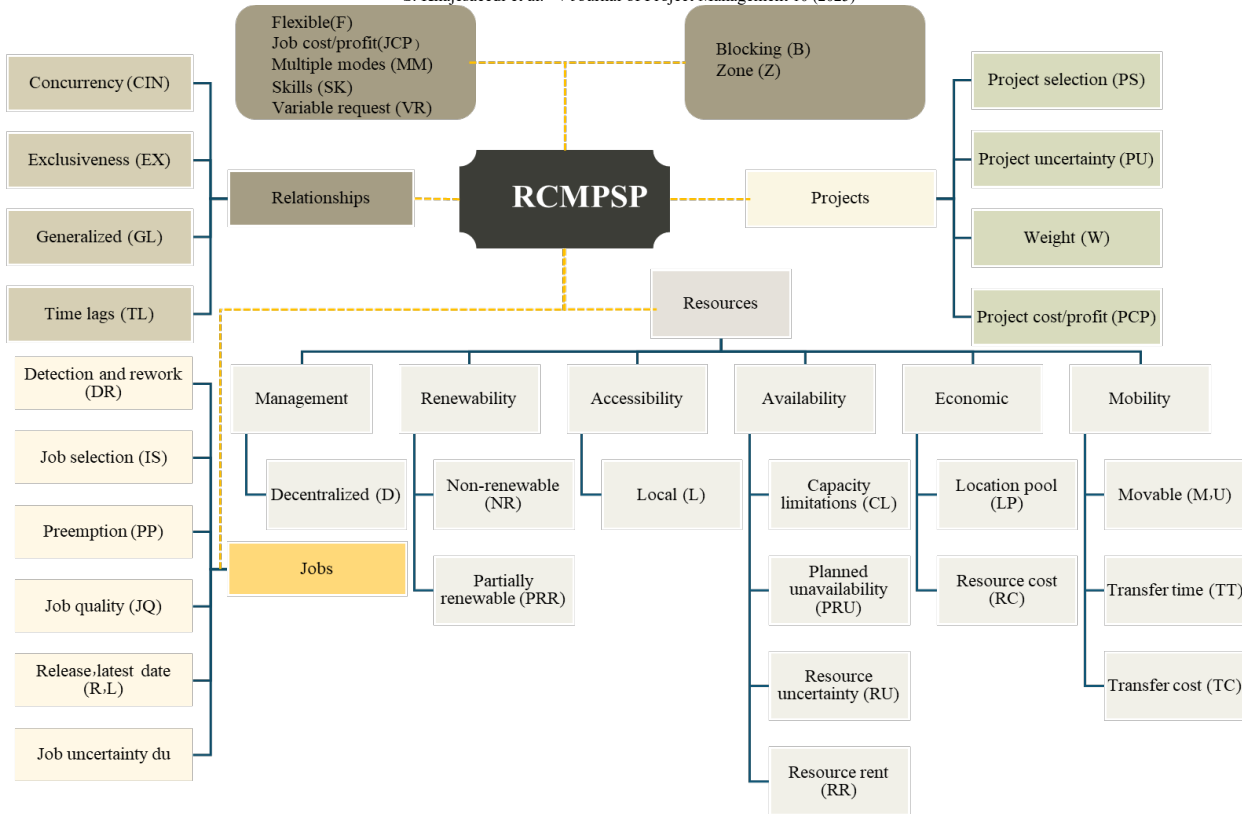 Flexible(F)
Job cost/profit(JCP)
Multiple modes (MM)
Skills (SK)
Variable request (VR)
Blocking (B)
Zone (Z)
Concurrency (CIN)
Exclusiveness (EX)
Generalized (GL)
Time lags (TL)
Relationships
RCMPSP
Projects
Project selection (PS)
Project uncertainty (PU)
Weight (W)
Project cost/profit (PCP)
Resources
Management
Renewability
Accessibility
Availability
Economic
Mobility
Decentralized (D)
Non-renewable
(NR)
Partially
renewable (PRR)
Local (L)
Capacity
limitations (CL)
Planned
unavailability
(PRU)
Resource
uncertainty (RU)
Resource rent
(RR)
Location pool
(LP)
Resource cost
(RC)
Movable (M،U)
Transfer time (TT)
Transfer cost (TC)
Jobs
Detection and rework
(DR)
Job selection (IS)
Preemption (PP)
Job quality (JQ)
Release،latest date
(R،L)
Job uncertainty du